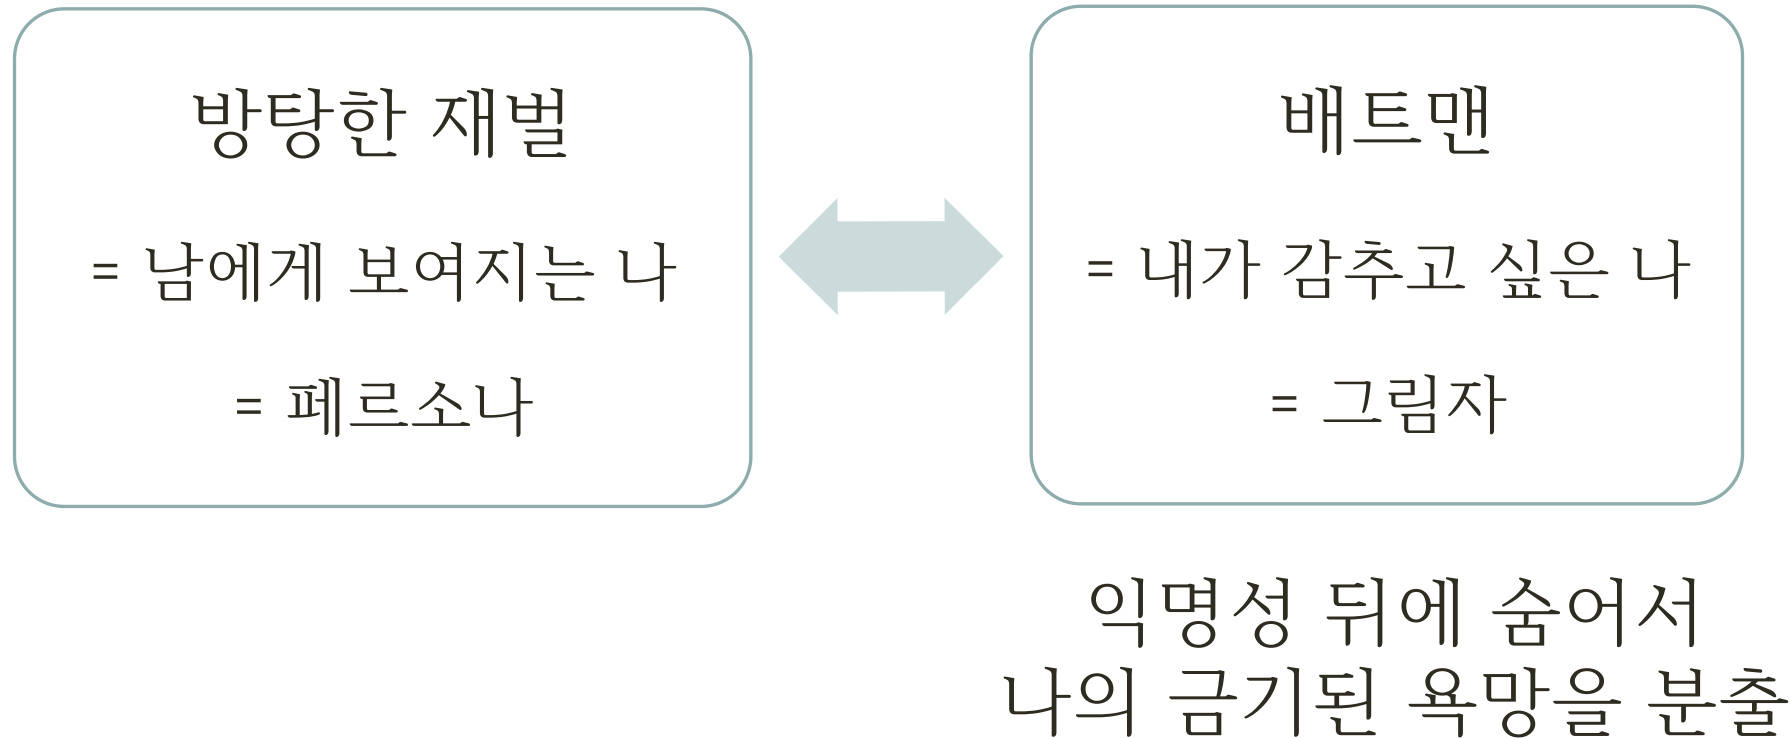 방탕한 재벌
= 남에게 보여지는 나
= 페르소나
배트맨
= 내가 감추고 싶은 나
= 그림자
익명성 뒤에 숨어서
나의 금기된 욕망을 분출